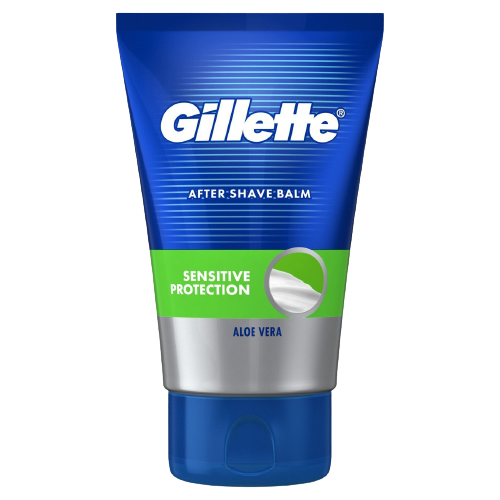 Gillette®
AFTER SHAVE BALM
SENSITIVE
PROTECTION
ALOE VERA